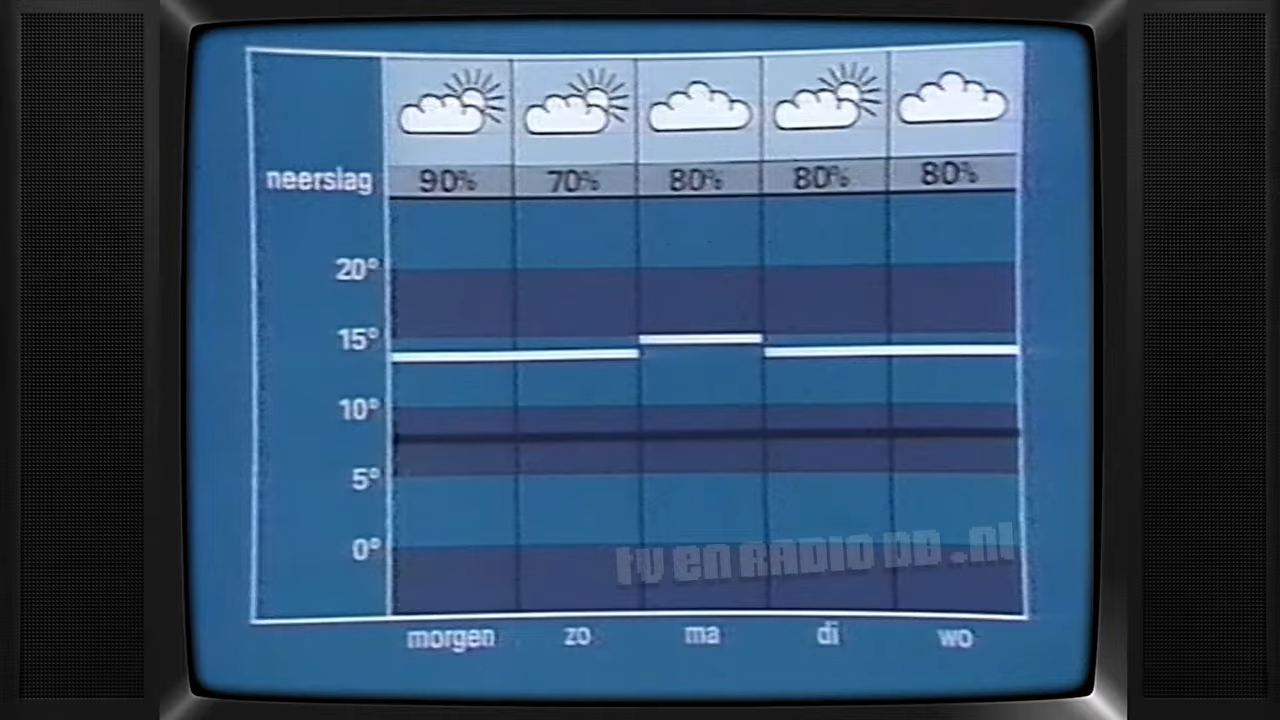 neerslag 90% 70% 80% 80% 80%
20°
15°
10°
5°
0°
tv en RADIO DB .nl
morgen zo ma di wo